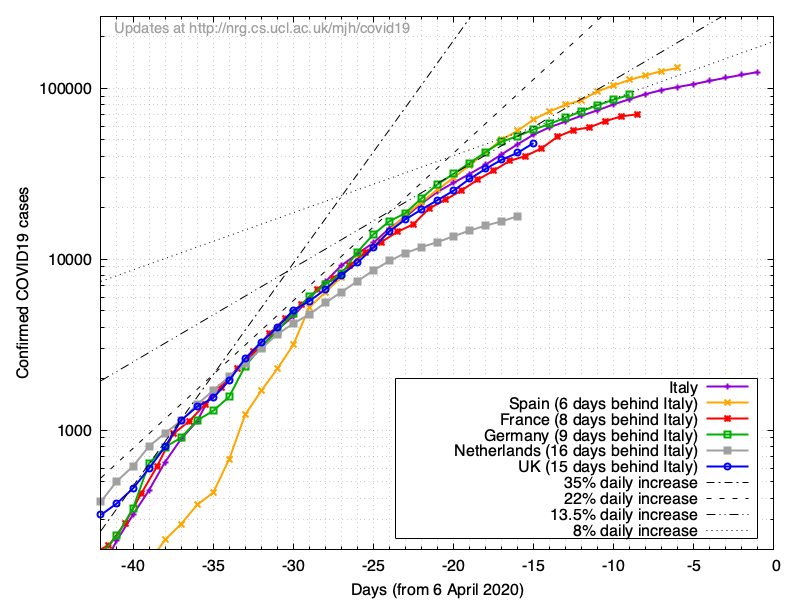 Updates at http://nrg.cs.ucl.ac.uk/mjh/covid19
100000
10000
1000
Confirmed COVID19 cases
Italy
Spain (6 days behind Italy)
France (8 days behind Italy)
Germany (9 days behind Italy)
Netherlands (16 days behind Italy)
UK (15 days behind Italy)
35% daily increase
22% daily increase
13.5% daily increase
8% daily increase
-40 -35 -30 -25 -20 -15 -10 -5 0
Days (from 6 April 2020)